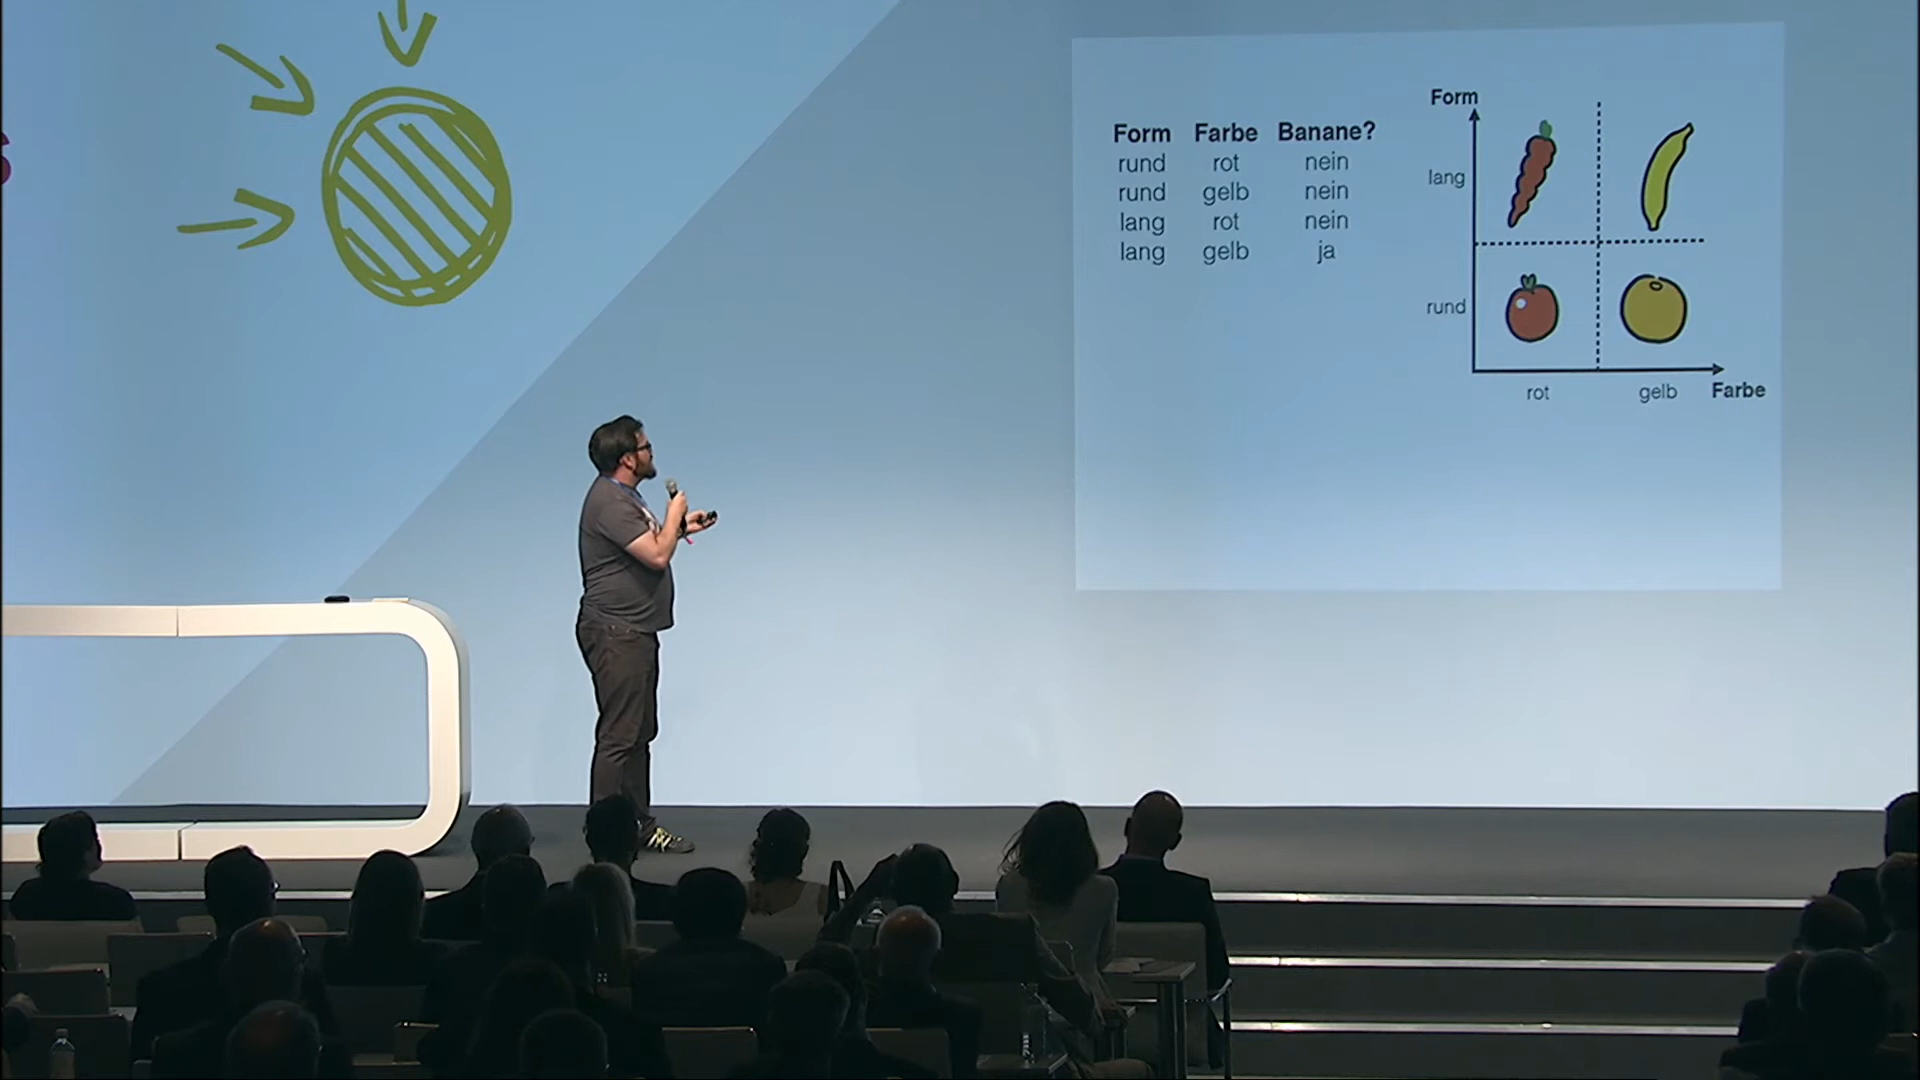 Form Farbe Banane?
rund rot nein
rund gelb nein
lang rot nein
lang gelb ja
Form
lang
rund
rot gelb Farbe